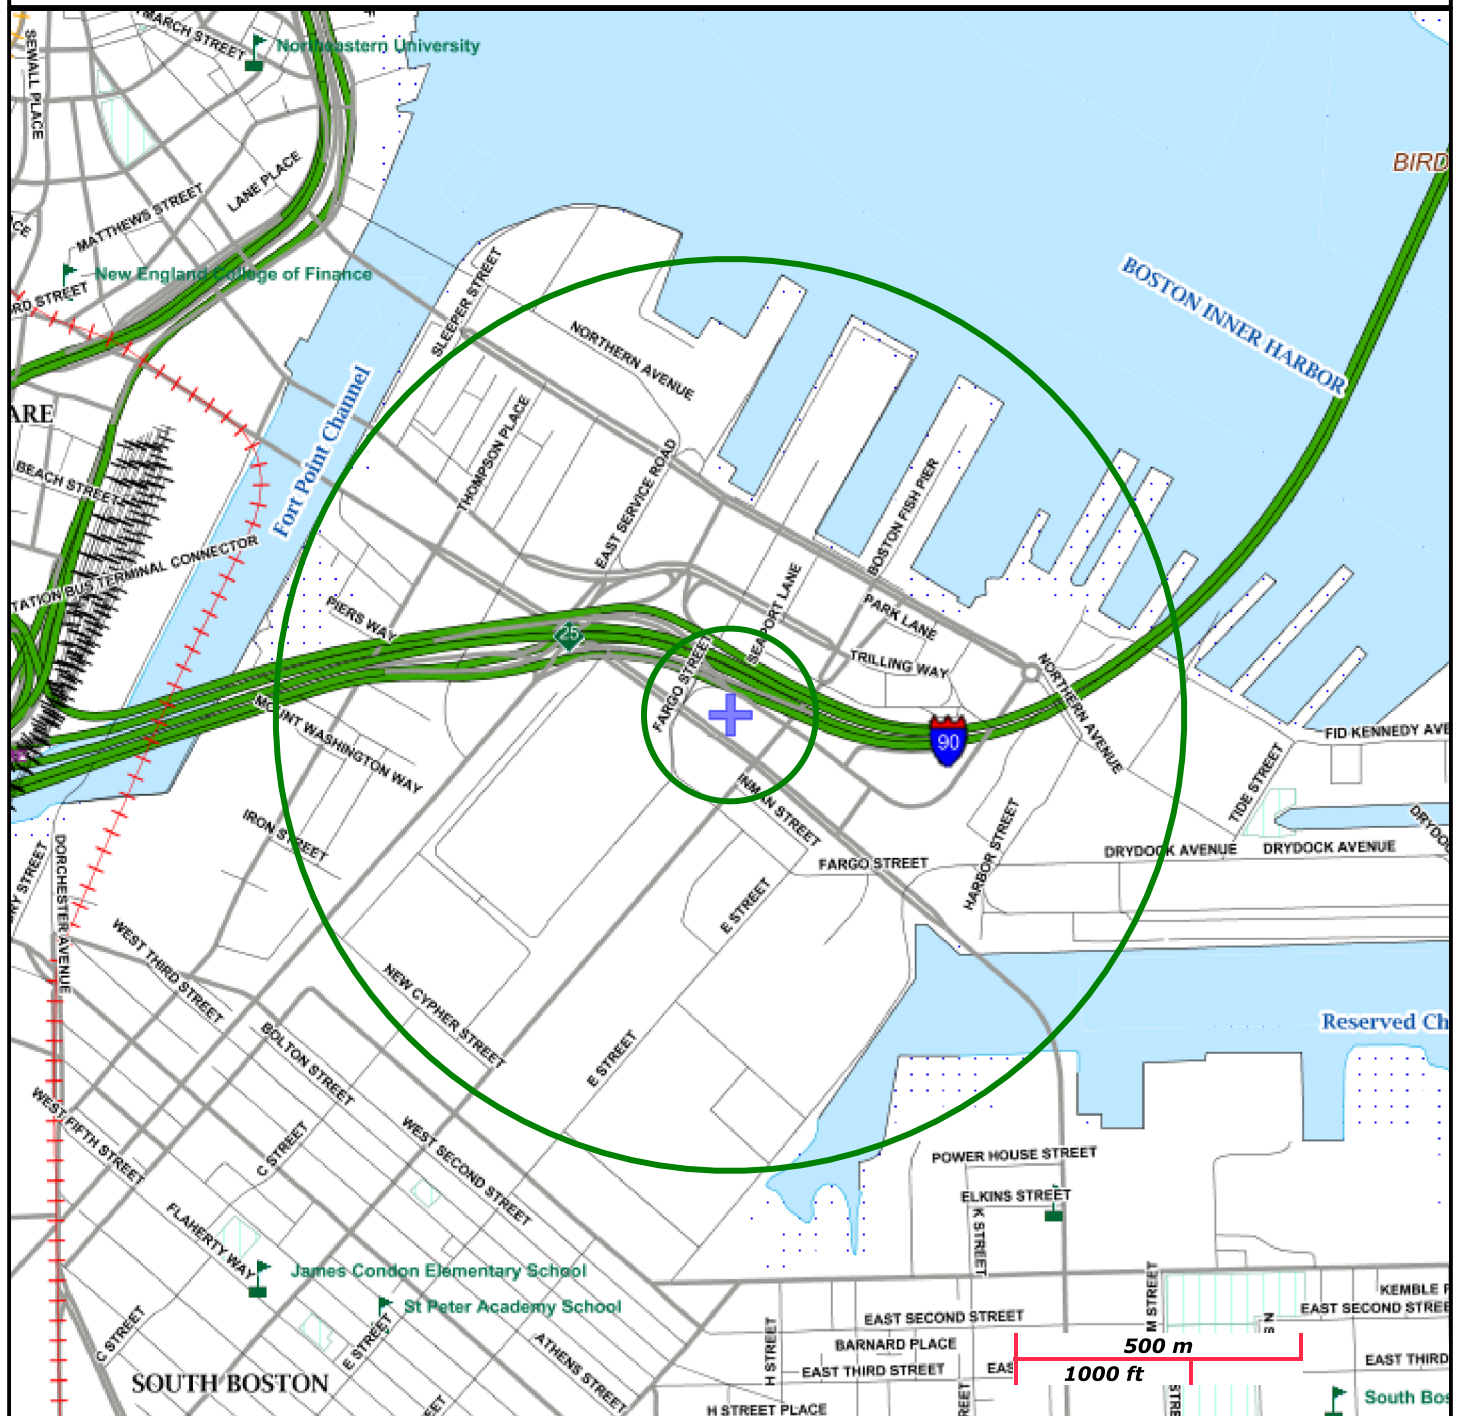 SEWALL PLACE
Northeastern University
LANE PLACE
MATTHEWS STREET
New England College of Finance
BIRD
BOSTON INNER HARBOR
SLEEPER STREET
NORTHERN AVENUE
Fort Point Channel
THOMPSON PLACE
EAST SERVICE ROAD
BOSTON FISH PIER
BEACH STREET
TATION BUS TERMINAL CONNECTOR
PIERS WAY
25
SEAPORT LANE
PARK LANE
TRILLING WAY
FARGO STREET
NORTHERN AVENUE
90
MOUNT WASHINGTON WAY
FID KENNEDY AVE
TIDE STREET
INMAN STREET
IRON STREET
FARGO STREET
HARBOR STREET
DRYDOCK AVENUE
DRYDOCK AVENUE
DRYDO
DORCHESTER AVENUE
E STREET
WEST THIRD STREET
NEW CYPHER STREET
Reserved Ch
BOLTON STREET
E STREET
WEST FIFTH STREET
C STREET
WEST SECOND STREET
POWER HOUSE STREET
ELKINS STREET
K STREET
FLAHERTY WAY
James Condon Elementary School
St Peter Academy School
C STREET
E STREET
ATHENS STREET
SOUTH BOSTON
M STREET
KEMBLE
EAST SECOND STREE
EAST SECOND STREET
BARNARD PLACE
EAST THIRD STREET
H STREET
H STREET PLACE
500 m
1000 ft
EAST THIRD
South Bos